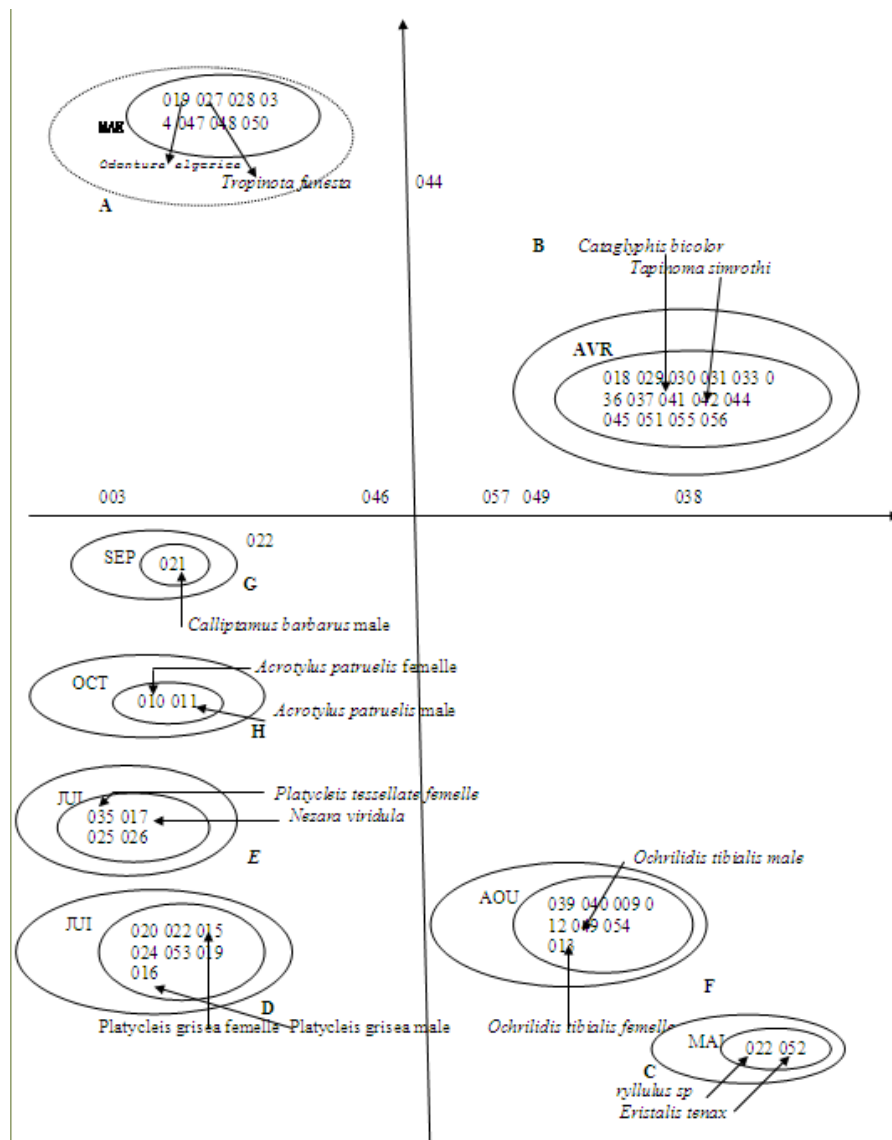 019 027 028 03
MAR
4 047 048 050
Odontura algerica
Tropinota funesta
A
044
B
Cataglyphis bicolor
Tapinoma simrothi
AVR
018 029 030 031 033 0
36 037 041 042 044
045 051 055 056
003
046
057 049
038
SEP
022
021
G
Calliptamus barbarus male
Acrotylus patruelis femelle
OCT
010 011
Acrotylus patruelis male
H
JUI
Platycleis tessellate femelle
035 017
Nezara viridula
025 026
E
Ochrilidis tibialis male
JUI
020 022 015
024 053 019
016
D
Platycleis grisea femelle
Platycleis grisea male
AOU
039 040 009 0
12 049 054
013
F
Ochrilidis tibialis femelle
MAI
022 052
C
ryllulus sp
Eristalis tenax